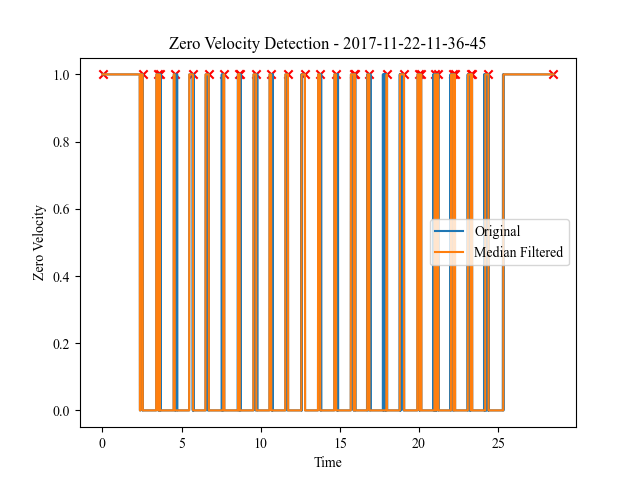 Zero Velocity Detection - 2017-11-22-11-36-45
1.0
0.8
0.6
0.4
0.2
0.0
Zero Velocity
Original
Median Filtered
0 5 10 15 20 25
Time